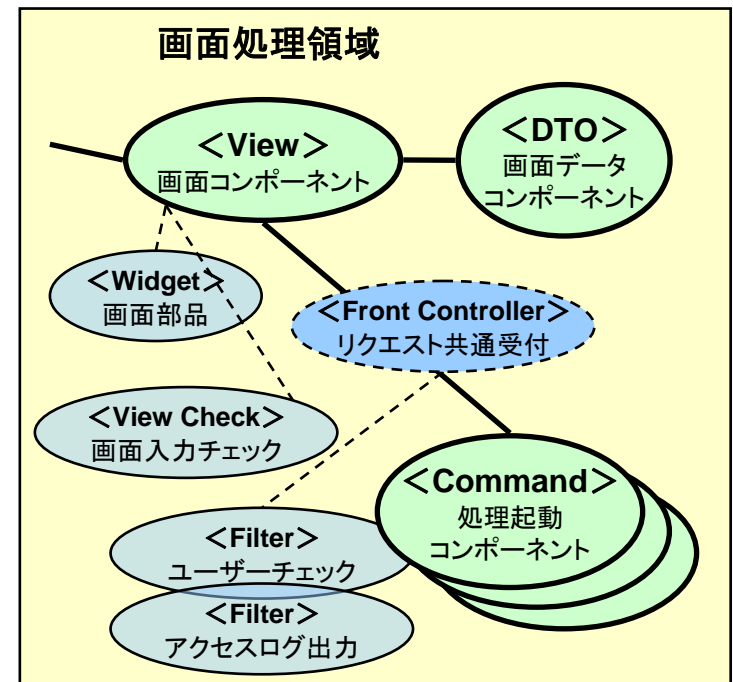 画面処理領域
＜View＞
画面コンポーネント
＜DTO＞
画面データ
コンポーネント
＜Widget＞
画面部品
＜Front Controller＞
リクエスト共通受付
＜View Check＞
画面入力チェック
＜Command＞
処理起動
コンポーネント
＜Filter＞
ユーザーチェック
＜Filter＞
アクセスログ出力